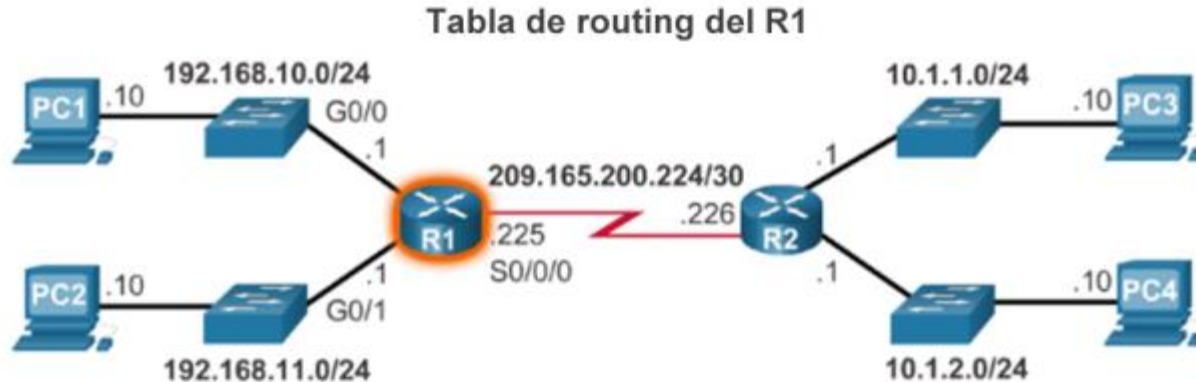 Tabla de routing del R1
192.168.10.0/24
10.1.1.0/24
PC1
.10
G0/0
.1
.10
PC3
.1
209.165.200.224/30
R1
.225
.226
R2
S0/0/0
PC2
.10
.1
G0/1
.1
.10
PC4
192.168.11.0/24
10.1.2.0/24